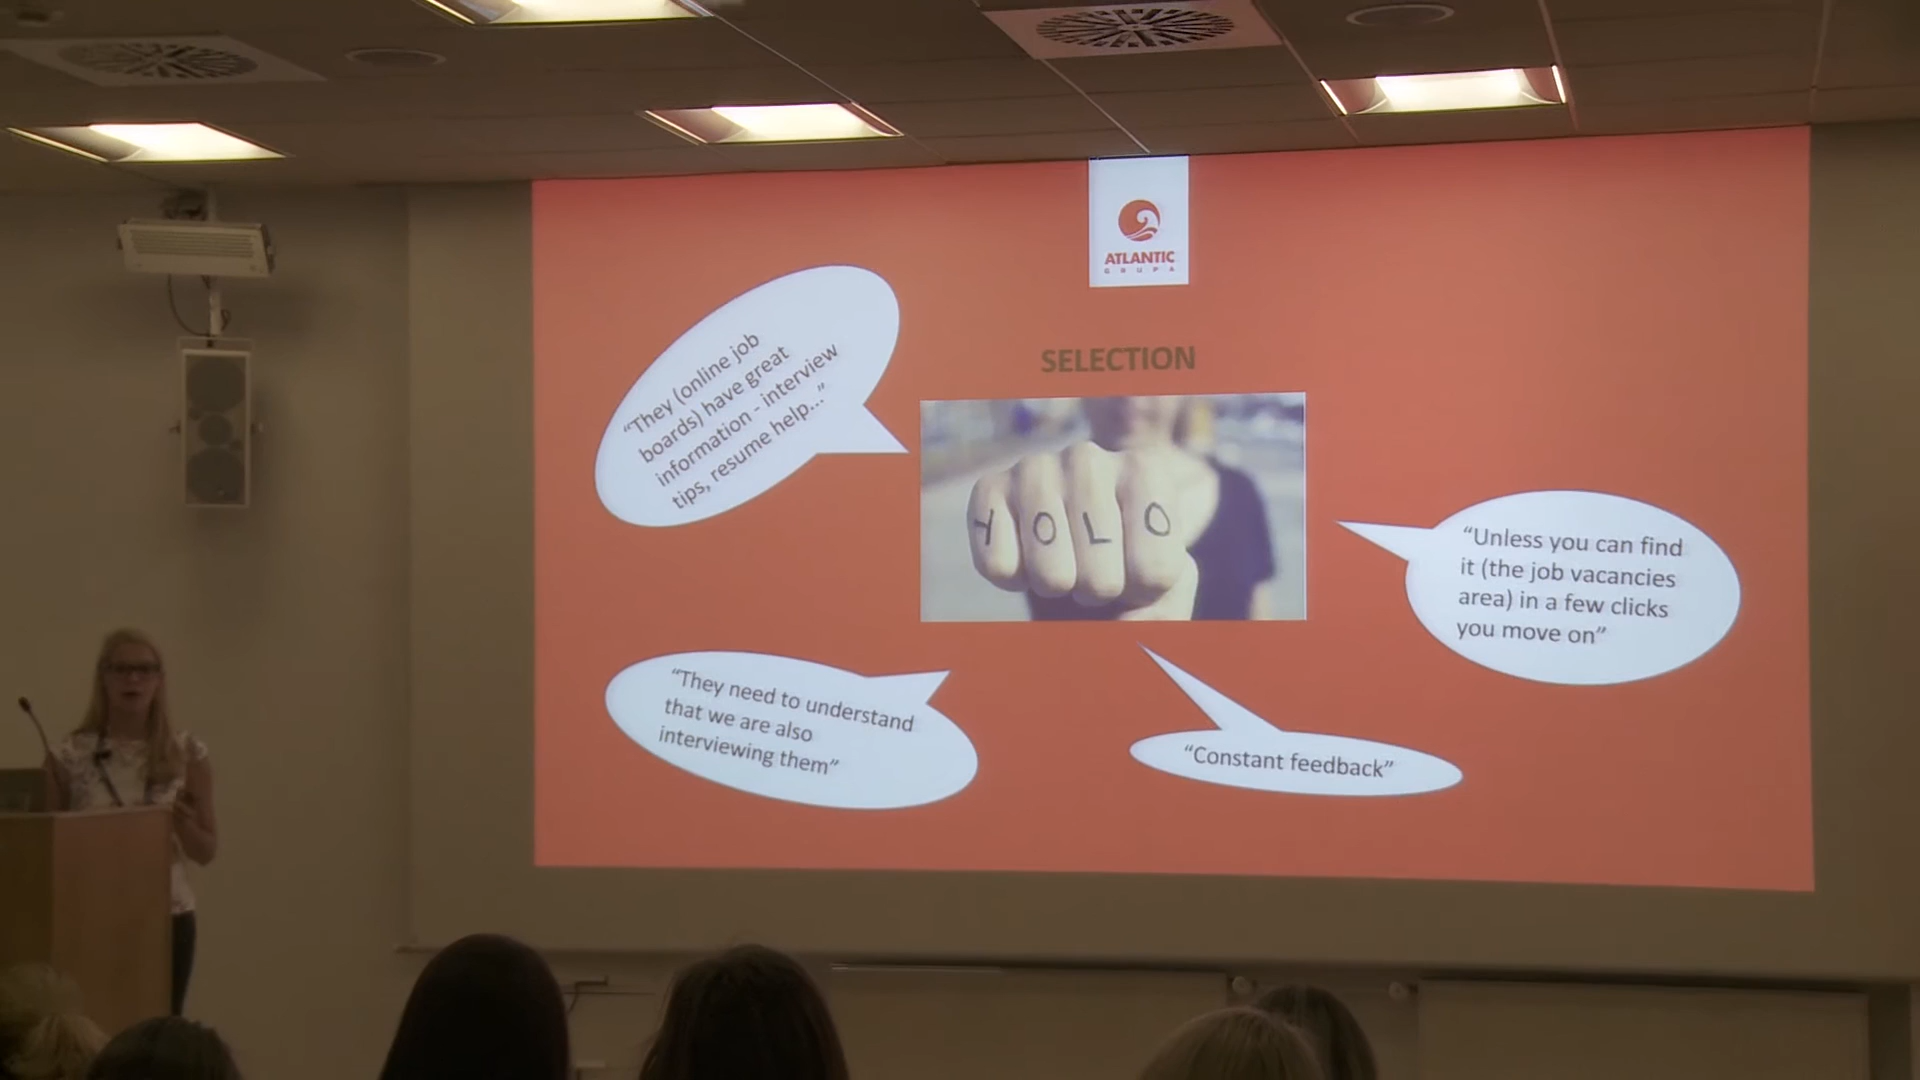 ATLANTIC
GRUPA
SELECTION
"They (online job
boards) have great
information - interview
tips, resume help..."
YOLO
"Unless you can find
it (the job vacancies
area) in a few clicks
you move on"
"They need to understand
that we are also
interviewing them"
"Constant feedback"